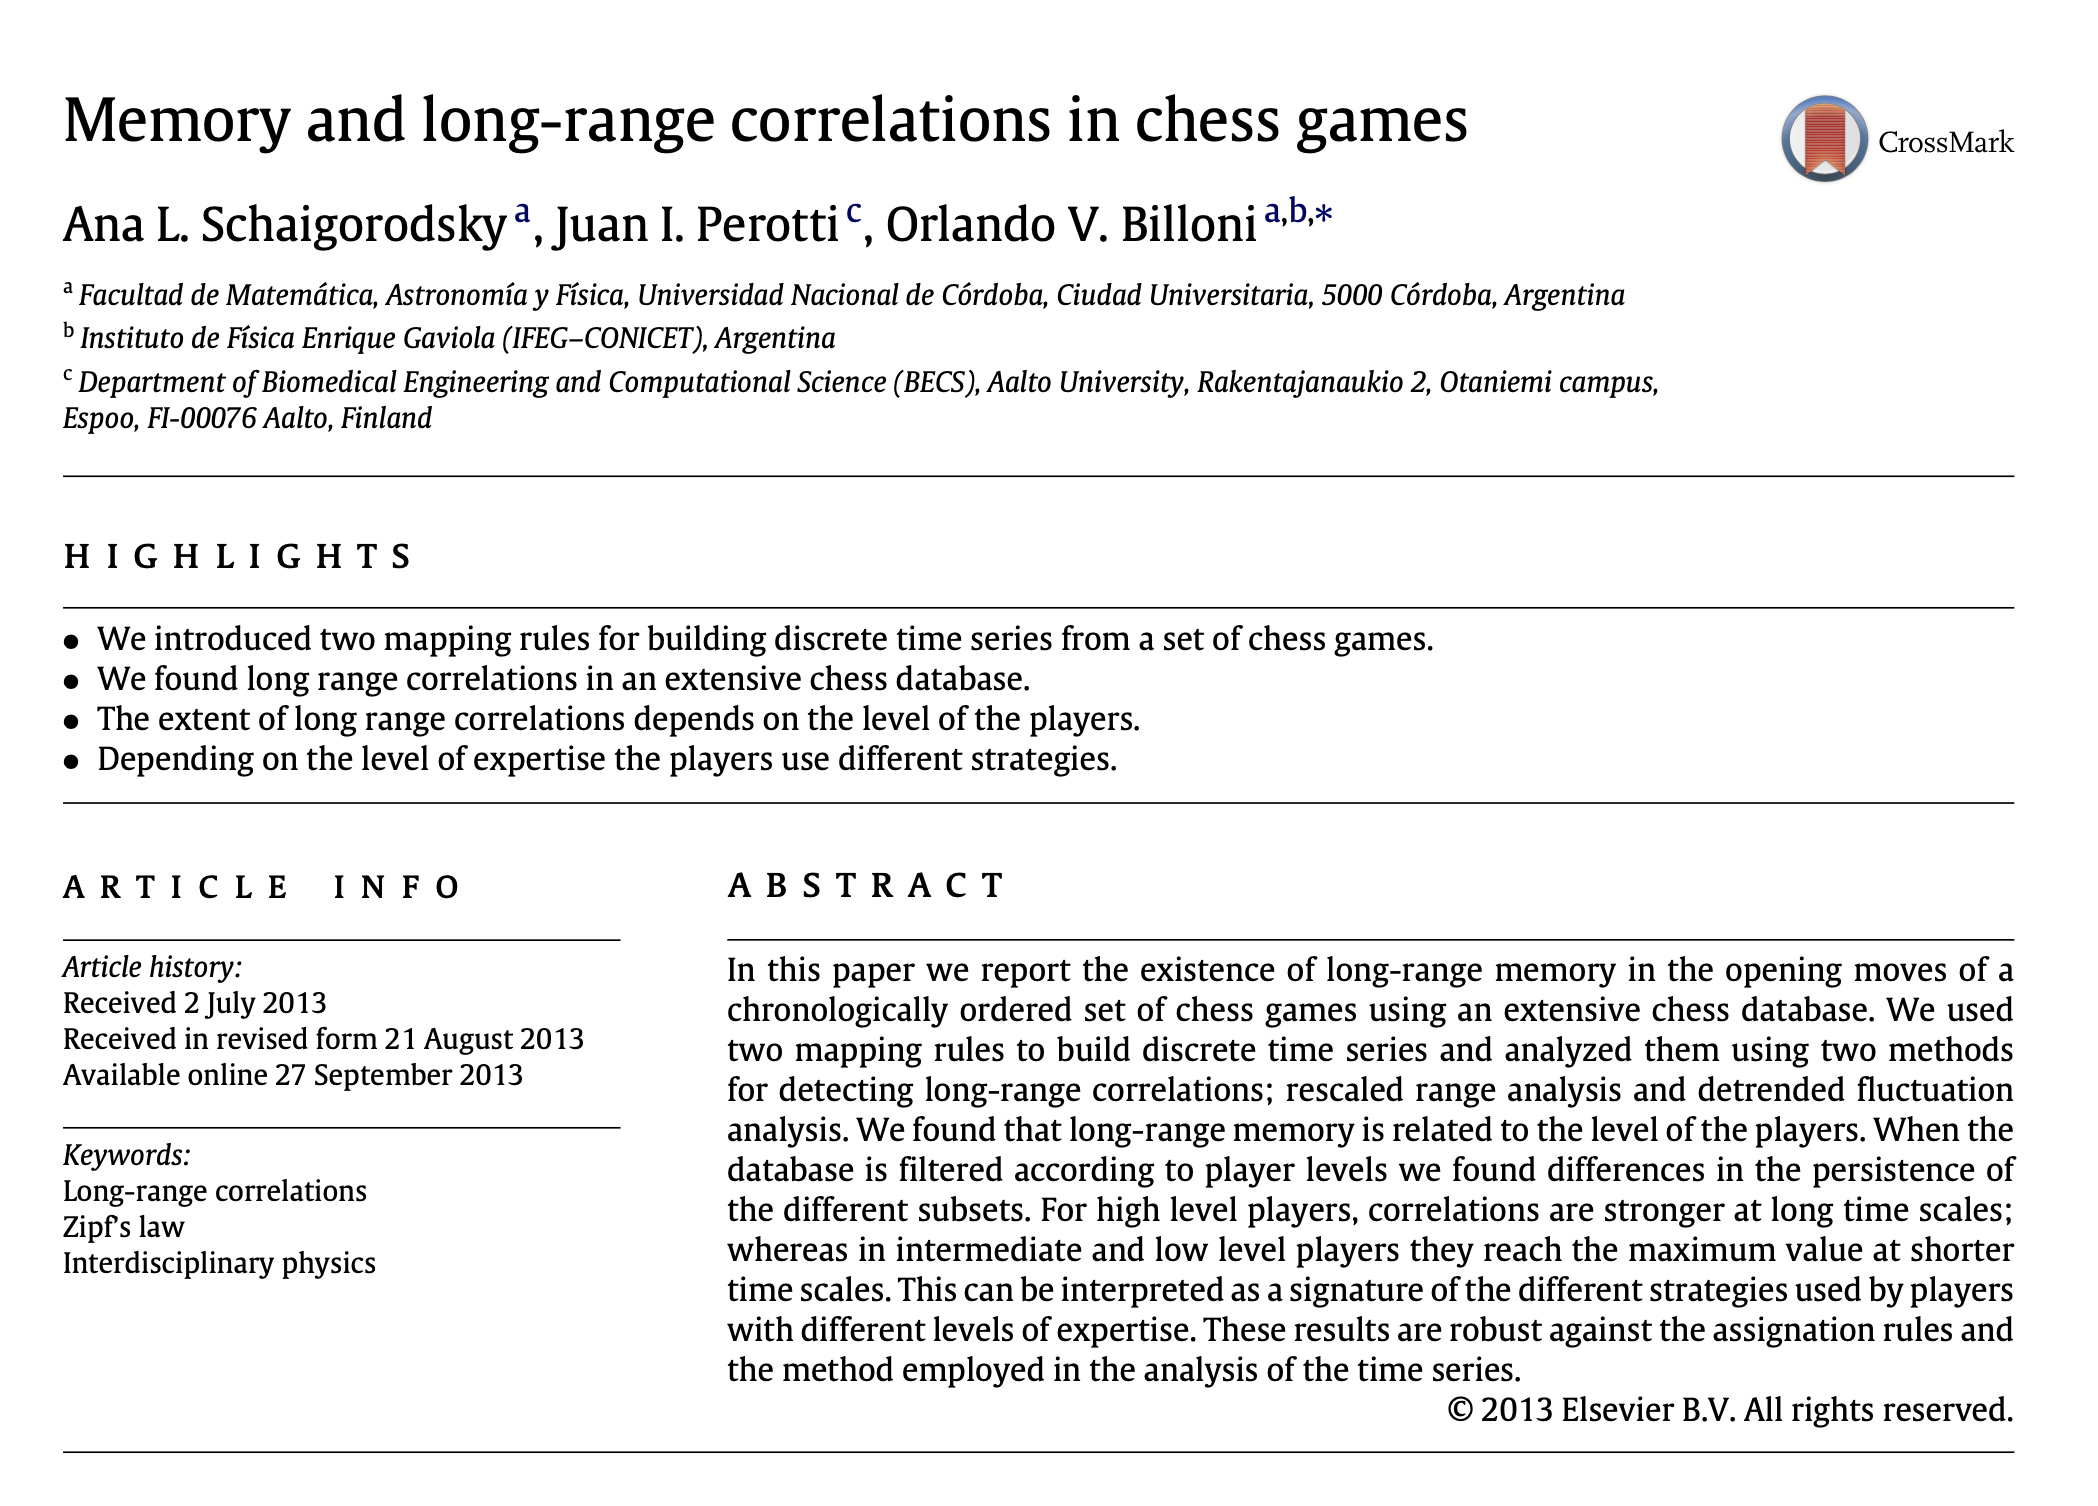 Memory and long-range correlations in chess games
CrossMark
Ana L. Schaigorodsky a, Juan I. Perotti c, Orlando V. Billoni a,b,*
a Facultad de Matemática, Astronomía y Física, Universidad Nacional de Córdoba, Ciudad Universitaria, 5000 Córdoba, Argentina
b Instituto de Física Enrique Gaviola (IFEG–CONICET), Argentina
c Department of Biomedical Engineering and Computational Science (BECS), Aalto University, Rakentajanaukio 2, Otaniemi campus,
Espoo, FI-00076 Aalto, Finland
HIGHLIGHTS
• We introduced two mapping rules for building discrete time series from a set of chess games.
• We found long range correlations in an extensive chess database.
• The extent of long range correlations depends on the level of the players.
• Depending on the level of expertise the players use different strategies.
ARTICLE INFO
Article history:
Received 2 July 2013
Received in revised form 21 August 2013
Available online 27 September 2013
Keywords:
Long-range correlations
Zipf's law
Interdisciplinary physics
ABSTRACT
In this paper we report the existence of long-range memory in the opening moves of a
chronologically ordered set of chess games using an extensive chess database. We used
two mapping rules to build discrete time series and analyzed them using two methods
for detecting long-range correlations; rescaled range analysis and detrended fluctuation
analysis. We found that long-range memory is related to the level of the players. When the
database is filtered according to player levels we found differences in the persistence of
the different subsets. For high level players, correlations are stronger at long time scales;
whereas in intermediate and low level players they reach the maximum value at shorter
time scales. This can be interpreted as a signature of the different strategies used by players
with different levels of expertise. These results are robust against the assignation rules and
the method employed in the analysis of the time series.
© 2013 Elsevier B.V. All rights reserved.